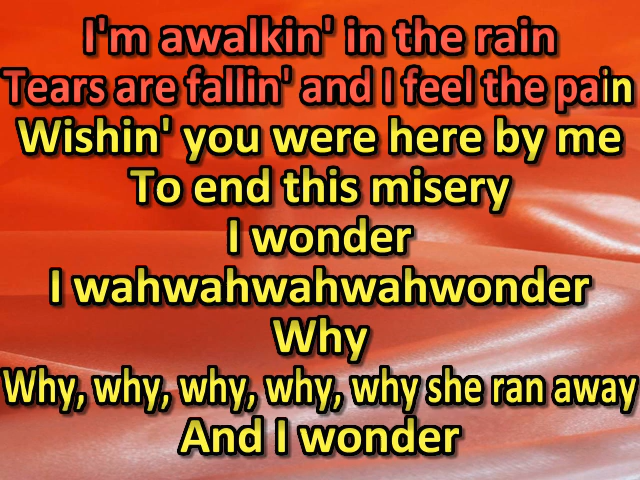 I'm awalkin' in the rain
Tears are fallin' and I feel the pain
Wishin' you were here by me
To end this misery
I wonder
I wahwahwahwahwonder
Why
Why, why, why, why, why she ran away
And I wonder